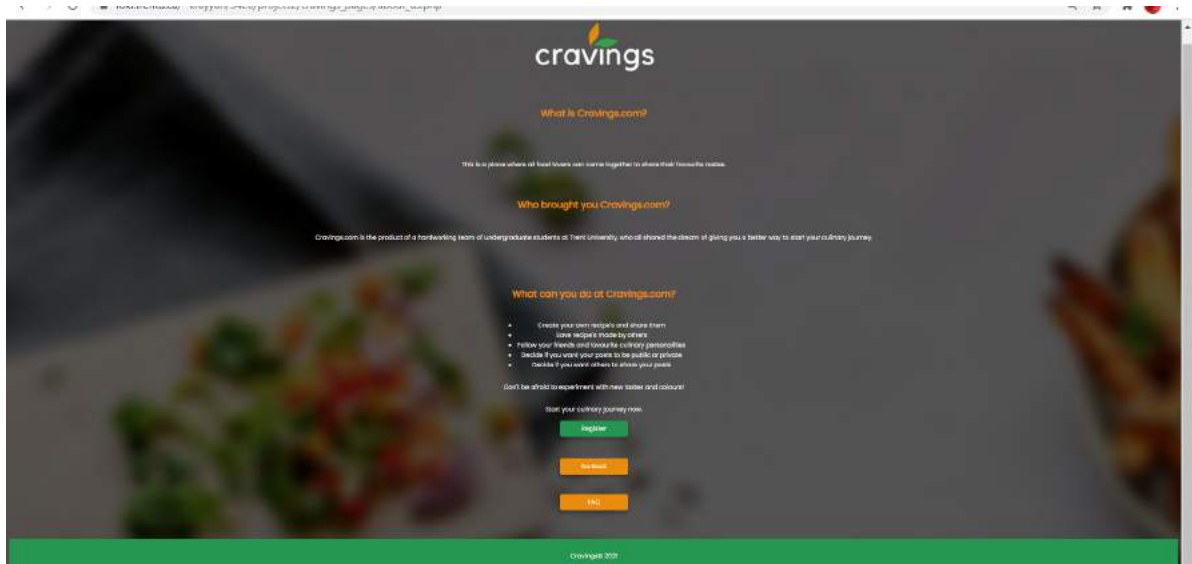 cravings
What is Cravings.com?
This is a place where all food lovers can come together to share their favourite
Who brought you Cravings.com?
Cravings.com is the product of a hardworking team of undergraduate students at Trent University, who all shared the dream of giving you a better way to start your culinary journey.
What can you do at Cravings.com?
• Create your own recipe's and share them
• Save recipe's made by others
• Follow your friends and favourite culinary personalities
• Decide if you want your posts to be public or private
• Decide if you want others to share your posts
Don't be afraid to experiment with new tastes and colours!
Start your culinary journey now.
Register
Go Back
FAQ
Cravings© 2021